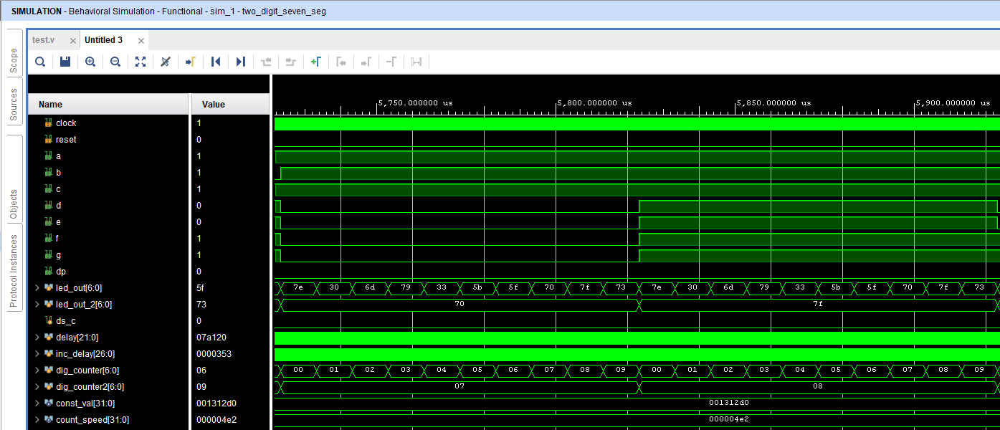 SIMULATION - Behavioral Simulation - Functional - sim_1 - two_digit_seven_seg
test.v × Untitled 3 ×
Scope
Sources
Objects
Protocol Instances
Name Value
5,750.000000 us 5,800.000000 us 5,850.000000 us 5,900.000000 us
clock 1
reset 0
a 1
b 1
c 1
d 0
e 0
f 1
g 1
dp 0
led_out[6:0] 5f 7e 30 6d 79 33 5b 5f 70 7f 73 7e 30 6d 79 33 5b 5f 70 7f 73
led_out_2[6:0] 73 70 7f
ds_c 0
delay[21:0] 07a120
inc_delay[26:0] 0000353
dig_counter[6:0] 06 00 01 02 03 04 05 06 07 08 09 00 01 02 03 04 05 06 07 08 09
dig_counter2[6:0] 09 07 08
const_val[31:0] 001312d0 001312d0
count_speed[31:0] 000004e2 000004e2